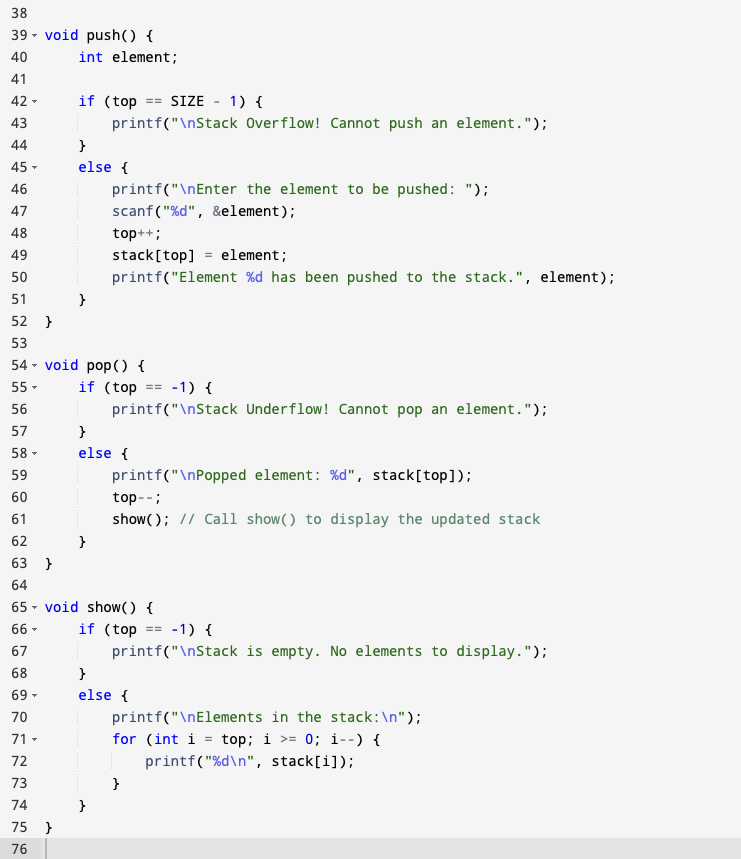 38
39 void push() {
40     int element;
41
42     if (top == SIZE - 1) {
43         printf("\nStack Overflow! Cannot push an element.");
44     }
45     else {
46         printf("\nEnter the element to be pushed: ");
47         scanf("%d", &element);
48         top++;
49         stack[top] = element;
50         printf("Element %d has been pushed to the stack.", element);
51     }
52 }
53
54 void pop() {
55     if (top == -1) {
56         printf("\nStack Underflow! Cannot pop an element.");
57     }
58     else {
59         printf("\nPopped element: %d", stack[top]);
60         top--;
61         show(); // Call show() to display the updated stack
62     }
63 }
64
65 void show() {
66     if (top == -1) {
67         printf("\nStack is empty. No elements to display.");
68     }
69     else {
70         printf("\nElements in the stack:\n");
71         for (int i = top; i >= 0; i--) {
72             printf("%d\n", stack[i]);
73         }
74     }
75 }
76